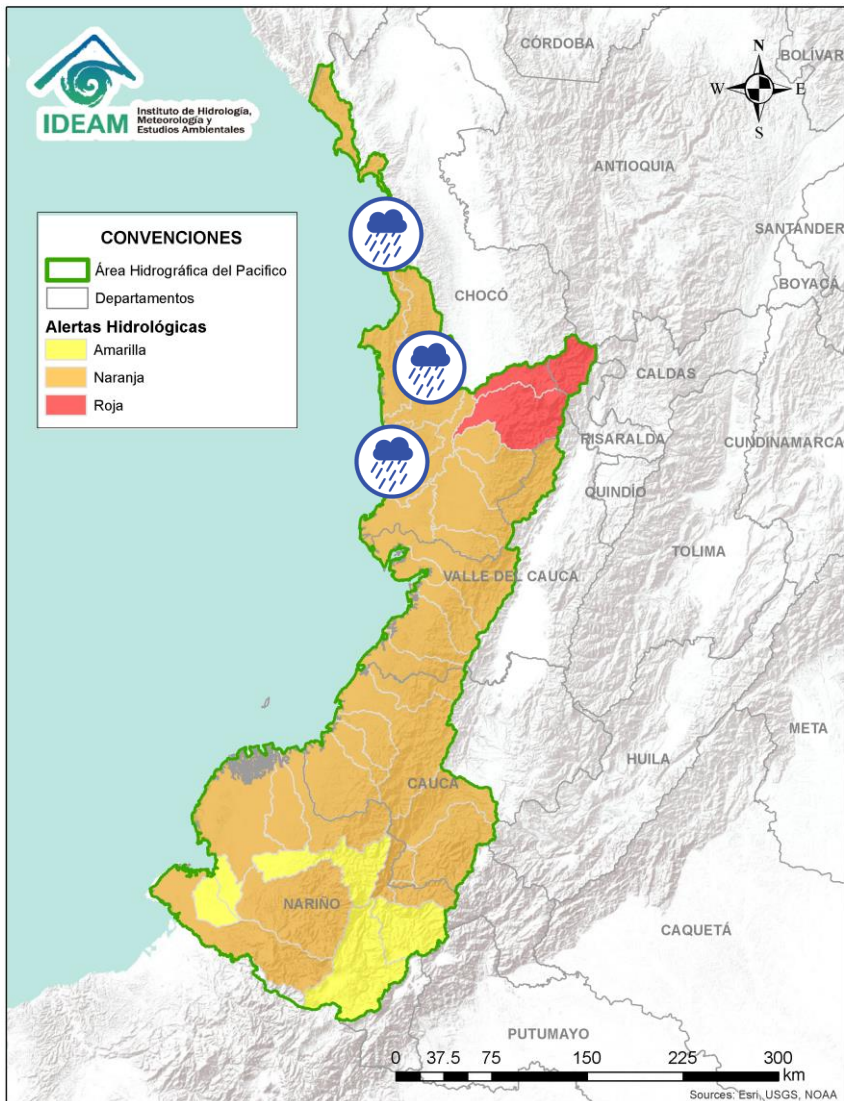 IDEAM
Instituto de Hidrología,
Meteorología y
Estudios Ambientales
N
W
E
S
CONVENCIONES
Área Hidrográfica del Pacifico
Departamentos
Alertas Hidrológicas
Amarilla
Naranja
Roja
CÓRDOBA
BOLÍVAR
ANTIOQUIA
SANTANDER
BOYACÁ
CHOCÓ
CALDAS
RISARALDA
CUNDINAMARCA
QUINDÍO
TOLIMA
VALLE DEL CAUCA
META
HUILA
CAUCA
NARIÑO
CAQUETÁ
PUTUMAYO
0 37.5 75 150 225 300
km
Sources: Esri, USGS, NOAA